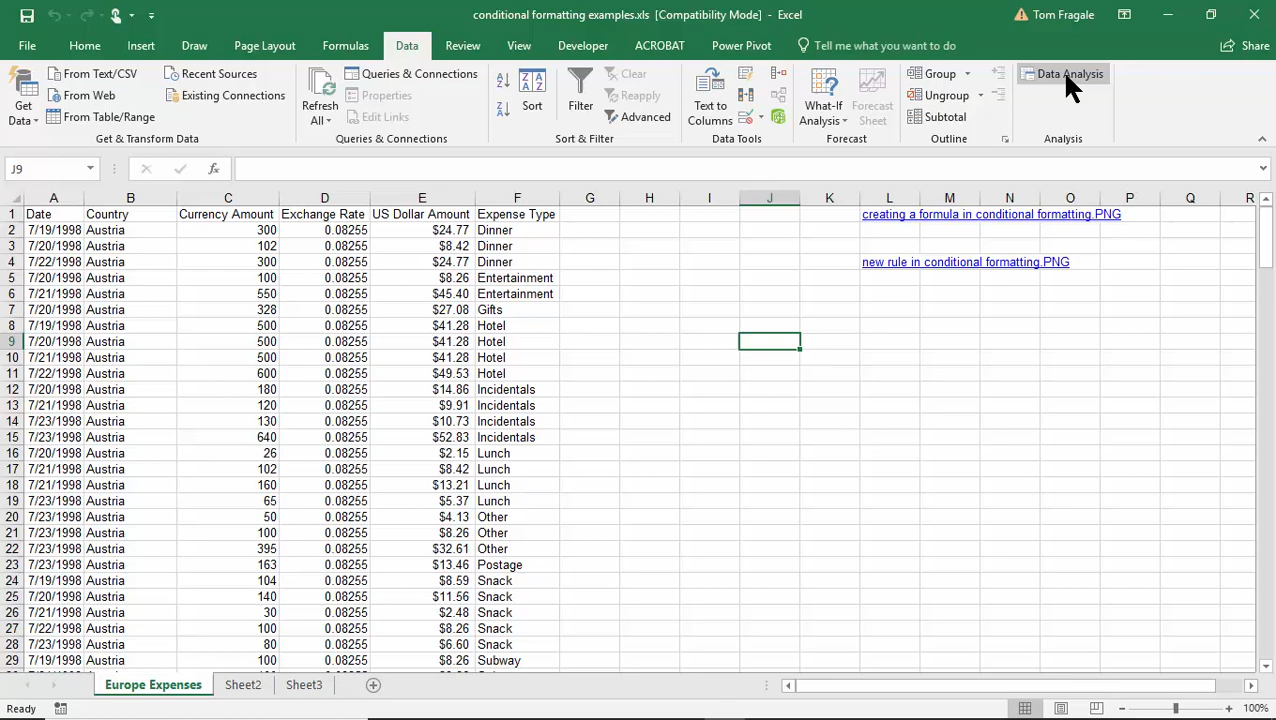 conditional formatting examples.xls [Compatibility Mode] - Excel
Tom Fragale
File Home Insert Draw Page Layout Formulas Data Review View Developer ACROBAT Power Pivot Tell me what you want to do Share
Get Data
From Text/CSV
From Web
From Table/Range
Recent Sources
Existing Connections
Get & Transform Data
Refresh All
Queries & Connections
Properties
Edit Links
Queries & Connections
Sort
Filter
Clear
Reapply
Advanced
Sort & Filter
Text to Columns
Data Tools
What-If Analysis
Forecast Sheet
Forecast
Group
Ungroup
Subtotal
Outline
Data Analysis
Analysis
J9 fx
A B C D E F G H I J K L M N O P Q R
1 Date Country Currency Amount Exchange Rate US Dollar Amount Expense Type creating a formula in conditional formatting.PNG
2 7/19/1998 Austria 300 0.08255 $24.77 Dinner
3 7/20/1998 Austria 102 0.08255 $8.42 Dinner
4 7/22/1998 Austria 300 0.08255 $24.77 Dinner new rule in conditional formatting.PNG
5 7/20/1998 Austria 100 0.08255 $8.26 Entertainment
6 7/21/1998 Austria 550 0.08255 $45.40 Entertainment
7 7/20/1998 Austria 328 0.08255 $27.08 Gifts
8 7/19/1998 Austria 500 0.08255 $41.28 Hotel
9 7/20/1998 Austria 500 0.08255 $41.28 Hotel
10 7/21/1998 Austria 500 0.08255 $41.28 Hotel
11 7/22/1998 Austria 600 0.08255 $49.53 Hotel
12 7/20/1998 Austria 180 0.08255 $14.86 Incidentals
13 7/21/1998 Austria 120 0.08255 $9.91 Incidentals
14 7/23/1998 Austria 130 0.08255 $10.73 Incidentals
15 7/23/1998 Austria 640 0.08255 $52.83 Incidentals
16 7/20/1998 Austria 26 0.08255 $2.15 Lunch
17 7/21/1998 Austria 102 0.08255 $8.42 Lunch
18 7/21/1998 Austria 160 0.08255 $13.21 Lunch
19 7/23/1998 Austria 65 0.08255 $5.37 Lunch
20 7/23/1998 Austria 50 0.08255 $4.13 Other
21 7/23/1998 Austria 100 0.08255 $8.26 Other
22 7/23/1998 Austria 395 0.08255 $32.61 Other
23 7/23/1998 Austria 163 0.08255 $13.46 Postage
24 7/19/1998 Austria 104 0.08255 $8.59 Snack
25 7/20/1998 Austria 140 0.08255 $11.56 Snack
26 7/21/1998 Austria 30 0.08255 $2.48 Snack
27 7/22/1998 Austria 100 0.08255 $8.26 Snack
28 7/23/1998 Austria 80 0.08255 $6.60 Snack
29 7/19/1998 Austria 100 0.08255 $8.26 Subway
Europe Expenses Sheet2 Sheet3
Ready 100%